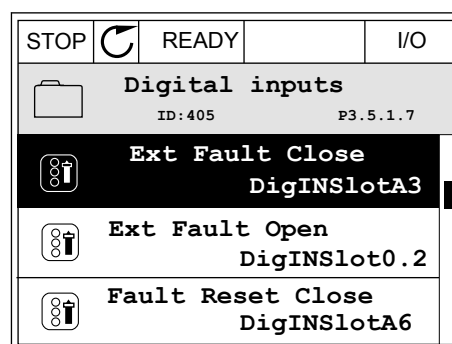 STOP READY I/O
Digital inputs
ID:405 P3.5.1.7
Ext Fault Close
DigINSlotA3
Ext Fault Open
DigINSlot0.2
Fault Reset Close
DigINSlotA6